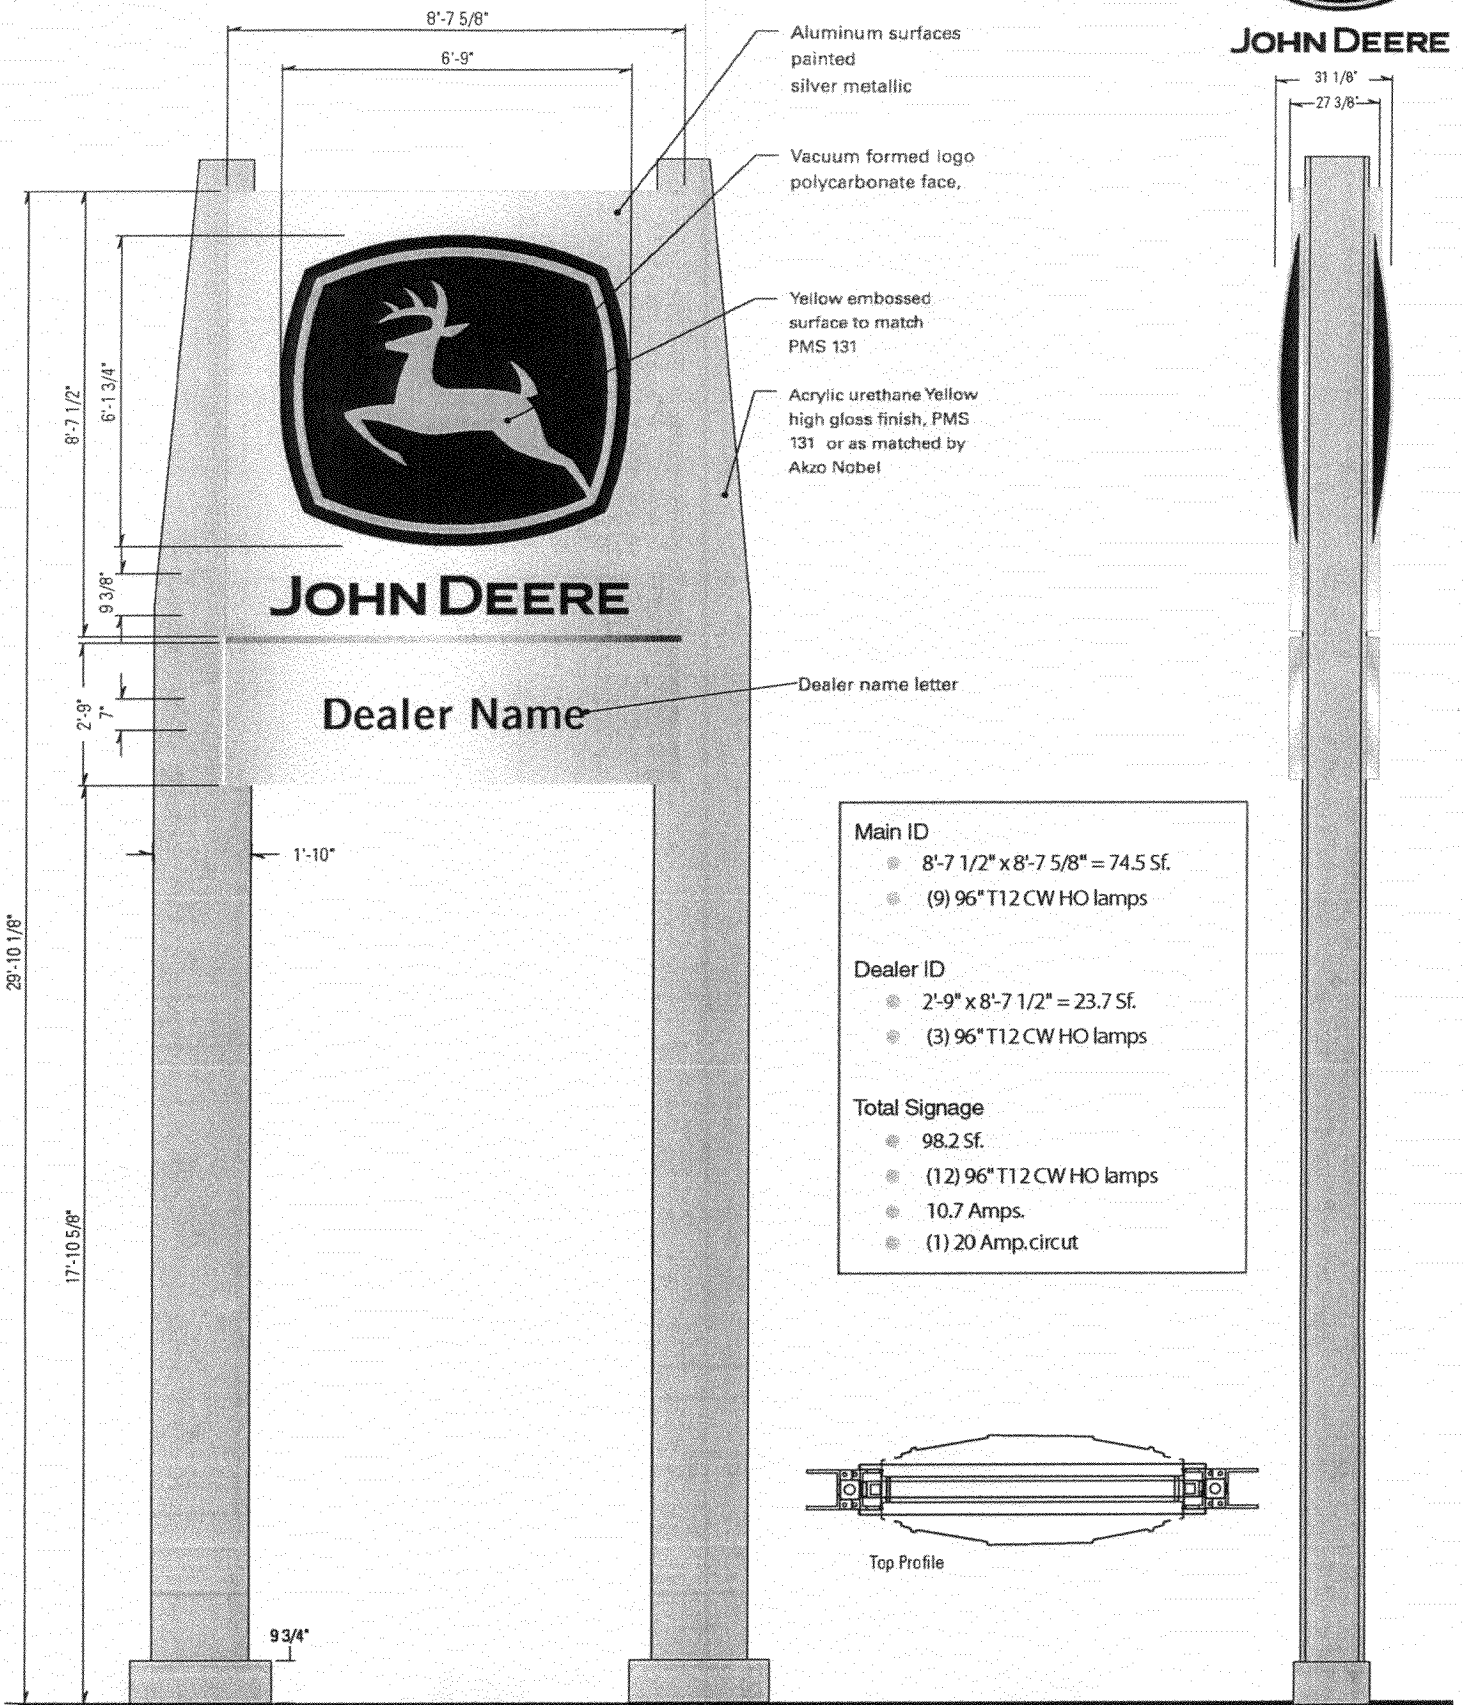 8'-7 5/8"
6'-9"
Aluminum surfaces
painted
silver metallic
Vacuum formed logo
polycarbonate face,
Yellow embossed
surface to match
PMS 131
Acrylic urethane Yellow
high gloss finish, PMS
131 or as matched by
Akzo Nobel
JOHN DEERE
31 1/8"
27 3/8"
8'-7 1/2"
6'-1 3/4"
9 3/8"
JOHN DEERE
2'-9"
7"
Dealer Name
Dealer name letter
1'-10"
29'-10 1/8"
17'-10 5/8"
9 3/4"
Main ID
8'-7 1/2" x 8'-7 5/8" = 74.5 Sf.
(9) 96" T12 CW HO lamps
Dealer ID
2'-9" x 8'-7 1/2" = 23.7 Sf.
(3) 96" T12 CW HO lamps
Total Signage
98.2 Sf.
(12) 96" T12 CW HO lamps
10.7 Amps.
(1) 20 Amp. circut
Top Profile